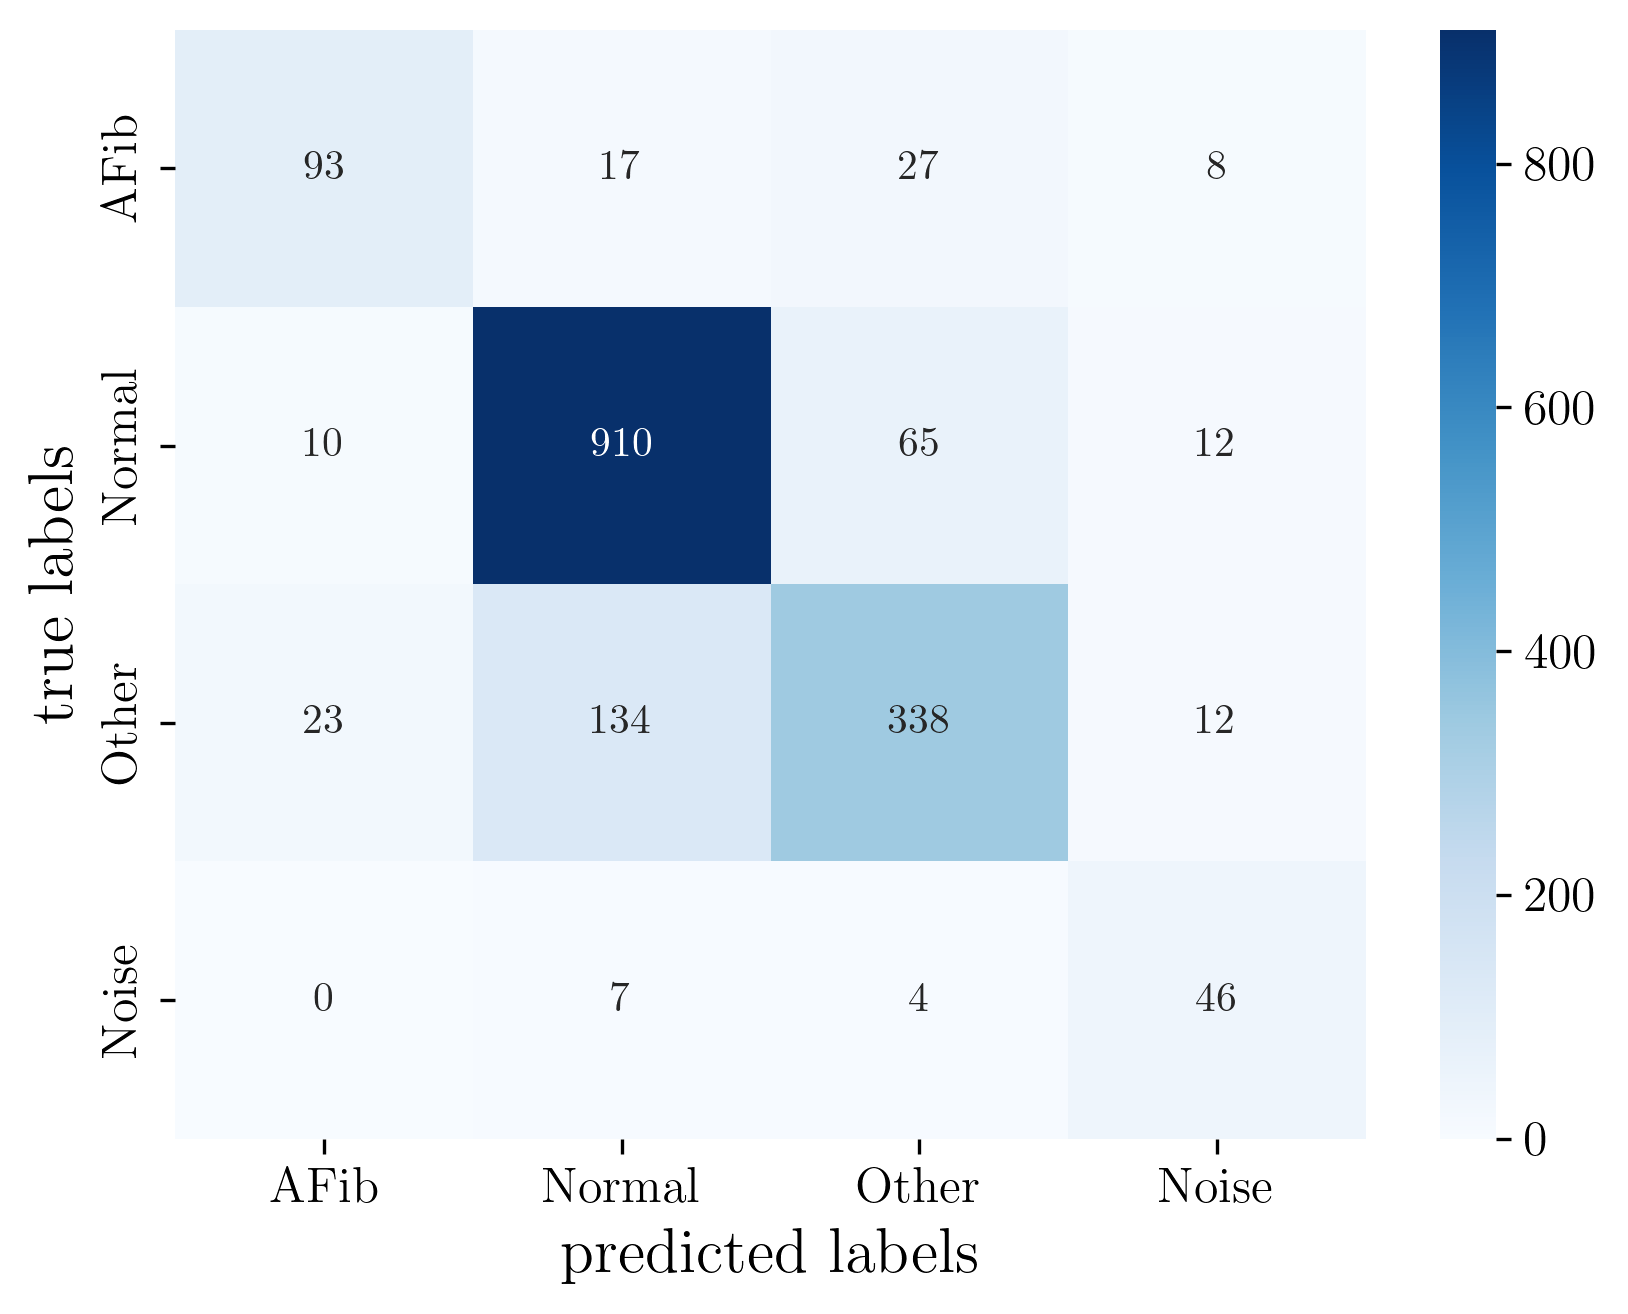 true labels
AFib
93 17 27 8
Normal
10 910 65 12
Other
23 134 338 12
Noise
0 7 4 46
AFib Normal Other Noise
predicted labels
800
600
400
200
0